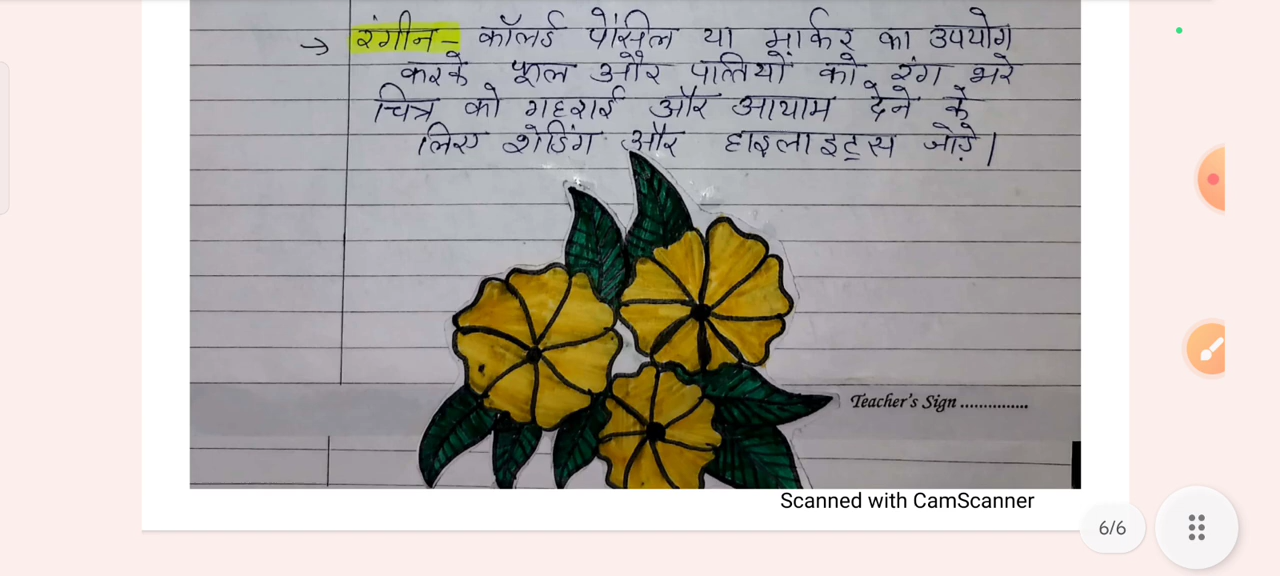 → रंगीन - कॉलर्ड पेंसिल या मार्कर का उपयोग
करके फूल और पत्तियों को रंग भरे
चित्र को गहराई और आयाम देने के
लिए शेडिंग और हाइलाइट्स जोड़े।
Teacher's Sign ...............
Scanned with CamScanner
6/6